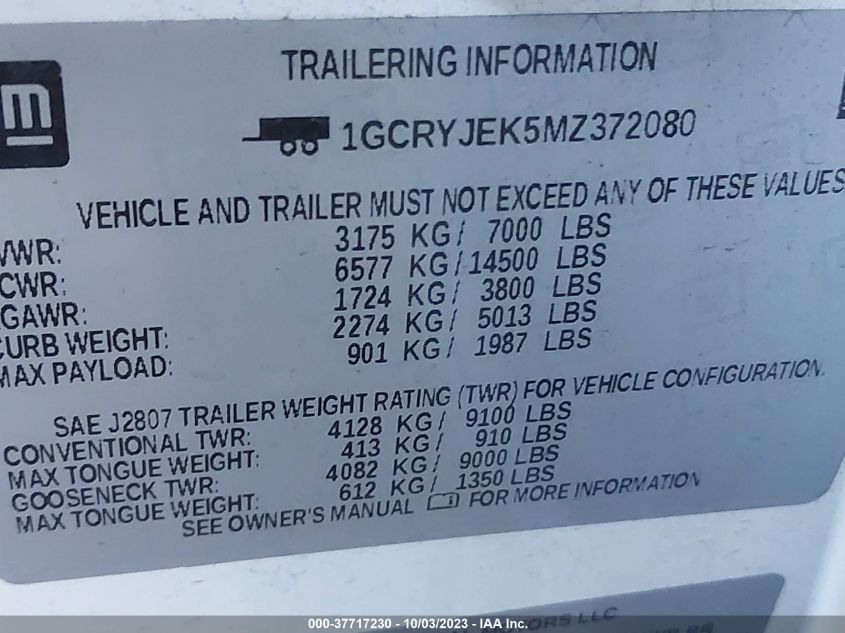 TRAILERING INFORMATION
1GCRYJEK5MZ372080
VEHICLE AND TRAILER MUST NOT EXCEED ANY OF THESE VALUES
VWR: 3175 KG/ 7000 LBS
CWR: 6577 KG/14500 LBS
GAWR: 1724 KG/ 3800 LBS
CURB WEIGHT: 2274 KG/ 5013 LBS
MAX PAYLOAD: 901 KG/ 1987 LBS
SAE J2807 TRAILER WEIGHT RATING (TWR) FOR VEHICLE CONFIGURATION.
CONVENTIONAL TWR: 4128 KG/ 9100 LBS
MAX TONGUE WEIGHT: 413 KG/ 910 LBS
GOOSENECK TWR: 4082 KG/ 9000 LBS
MAX TONGUE WEIGHT: 612 KG/ 1350 LBS
SEE OWNER'S MANUAL FOR MORE INFORMATION
MOTORS LLC
000-37717230 - 10/03/2023 - IAA Inc.